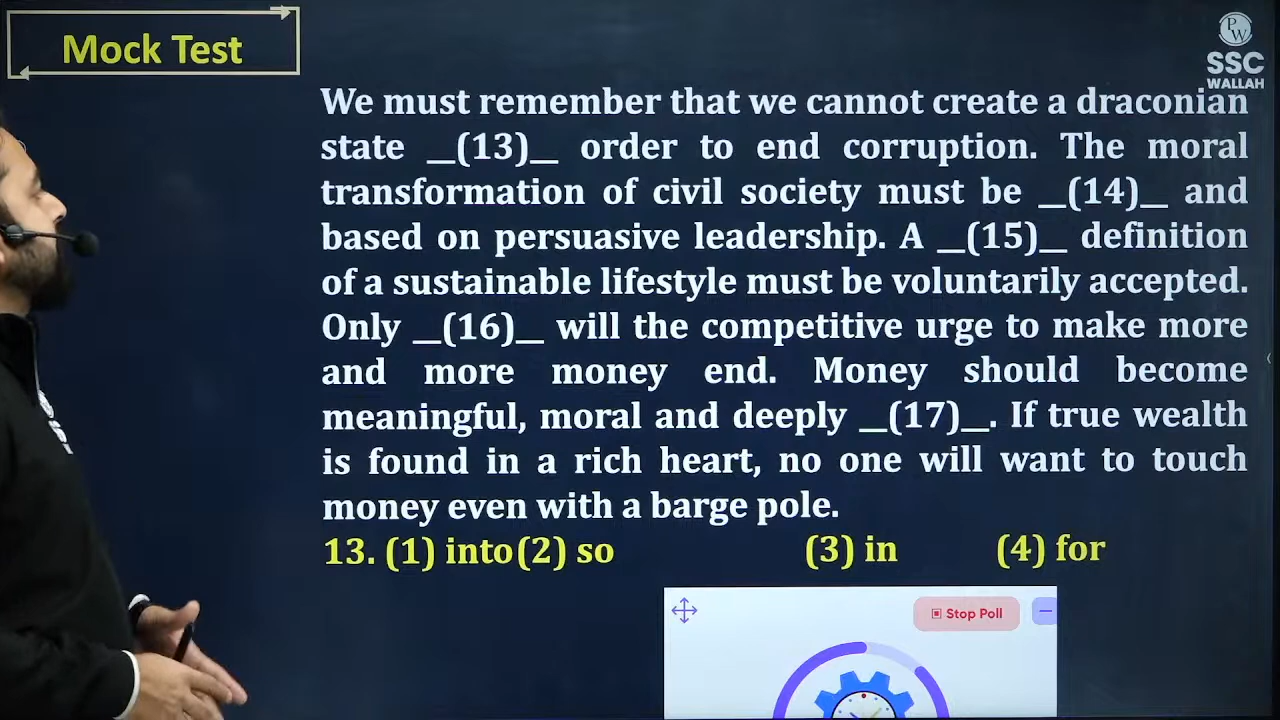 Mock Test
PW
SSC
WALLAH
We must remember that we cannot create a draconian
state __(13)__ order to end corruption. The moral
transformation of civil society must be __(14)__ and
based on persuasive leadership. A __(15)__ definition
of a sustainable lifestyle must be voluntarily accepted.
Only __(16)__ will the competitive urge to make more
and more money end. Money should become
meaningful, moral and deeply __(17)__. If true wealth
is found in a rich heart, no one will want to touch
money even with a barge pole.
13. (1) into (2) so (3) in (4) for
Stop Poll